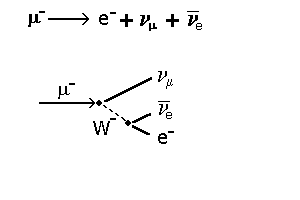 μ⁻ ⟶ e⁻ + ν_μ + ν̅_e
ν_μ
μ⁻
ν̅_e
W⁻
e⁻